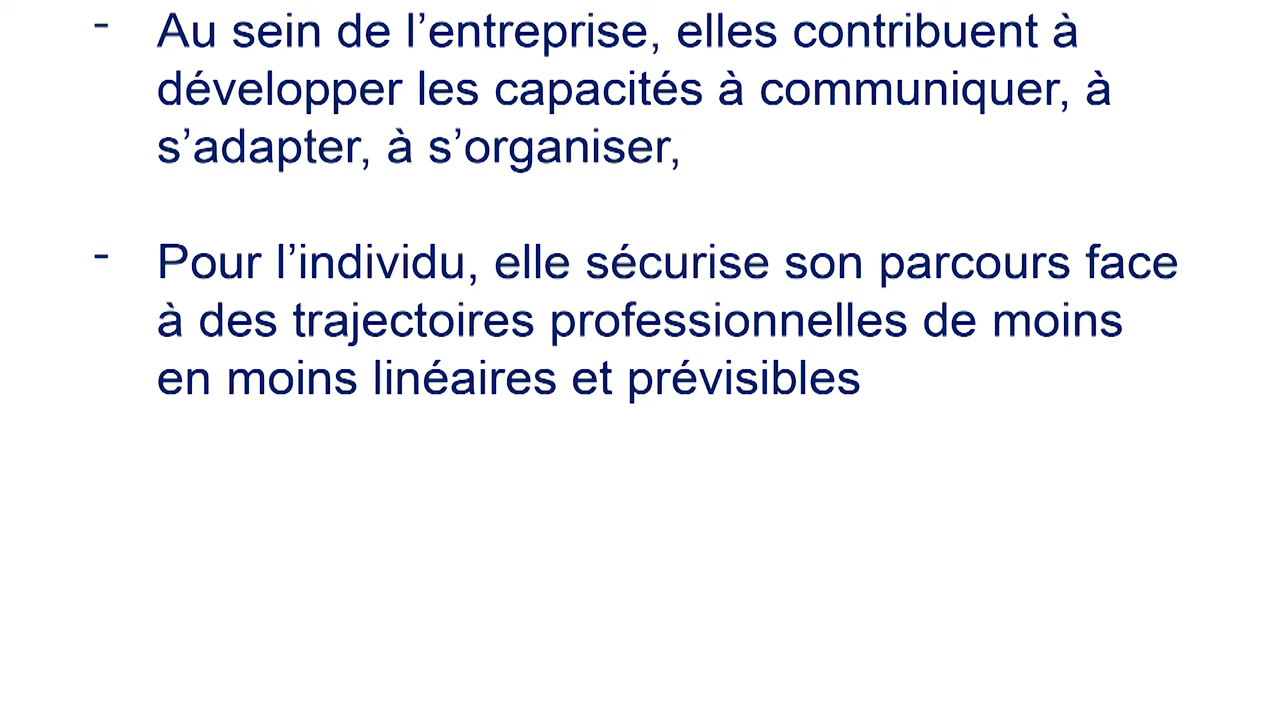 - Au sein de l’entreprise, elles contribuent à
développer les capacités à communiquer, à
s’adapter, à s’organiser,
- Pour l’individu, elle sécurise son parcours face
à des trajectoires professionnelles de moins
en moins linéaires et prévisibles